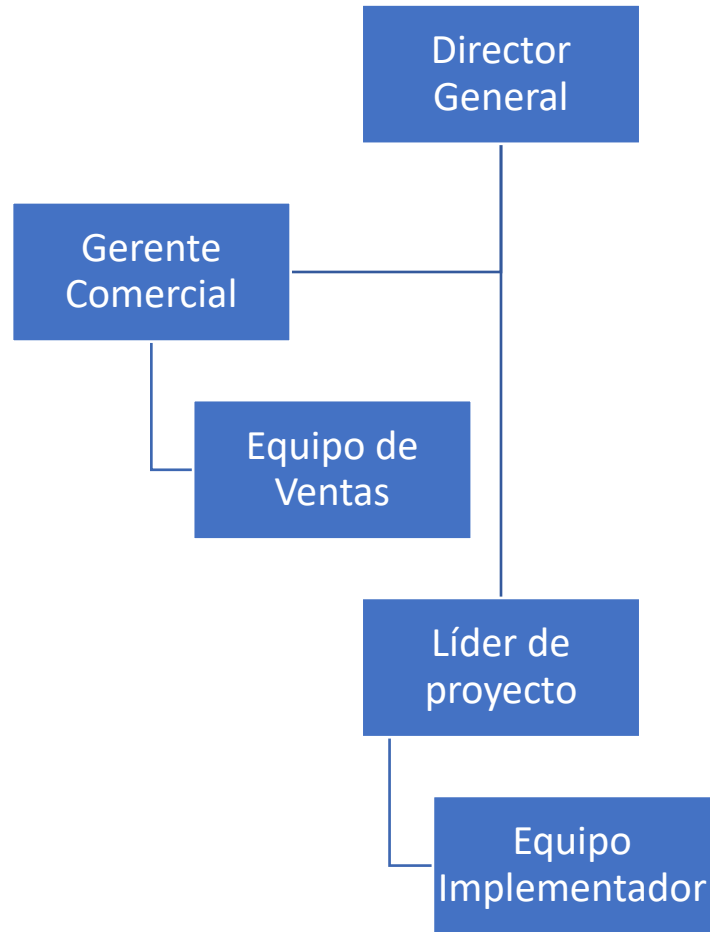 Director
General
Gerente
Comercial
Equipo de
Ventas
Líder de
proyecto
Equipo
Implementador